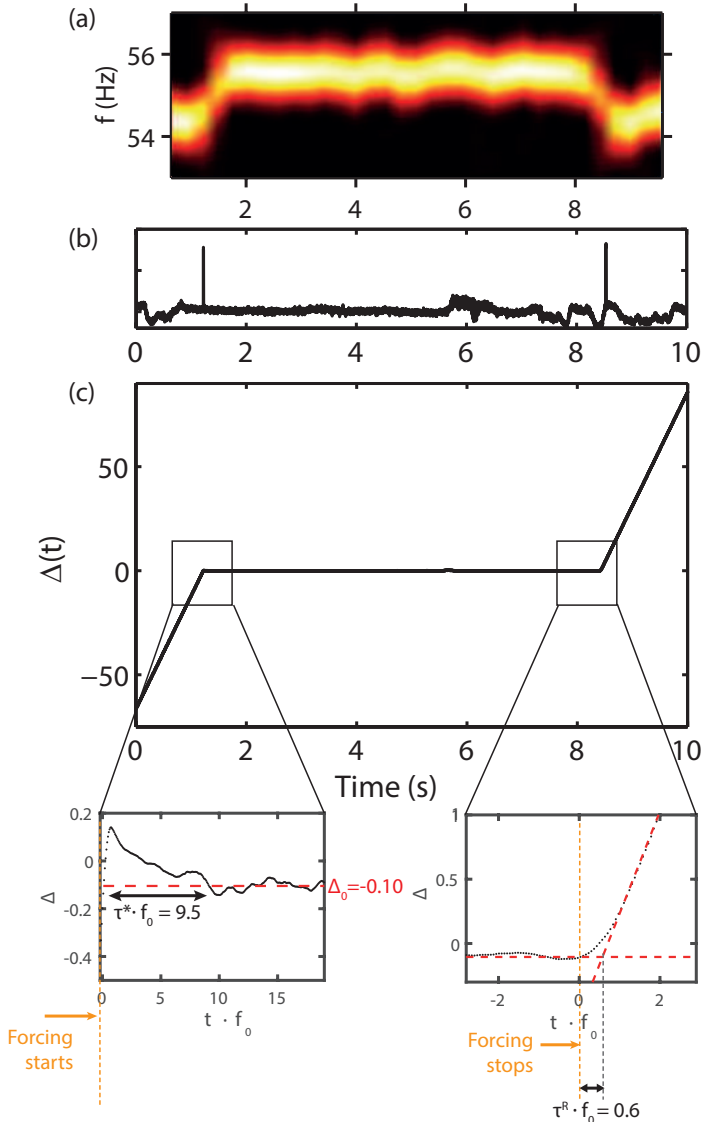 (a)
f (Hz)
56
54
2 4 6 8
(b)
0 2 4 6 8 10
(c)
Δ(t)
50
0
−50
0 2 4 6 8 10
Time (s)
Δ
0.2
0
-0.2
-0.4
Δ₀=-0.10
τ*· f₀ = 9.5
0 5 10 15
t · f₀
Forcing
starts
Δ
1
0.5
0
-2 0 2
t · f₀
Forcing
stops
τᴿ· f₀ = 0.6